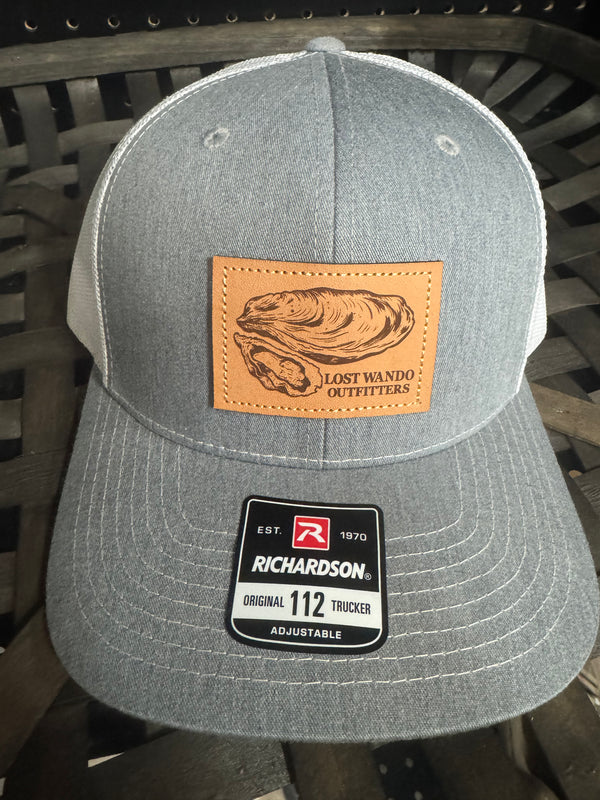 LOST WANDO
OUTFITTERS
EST. R 1970
RICHARDSON®
ORIGINAL 112 TRUCKER
ADJUSTABLE